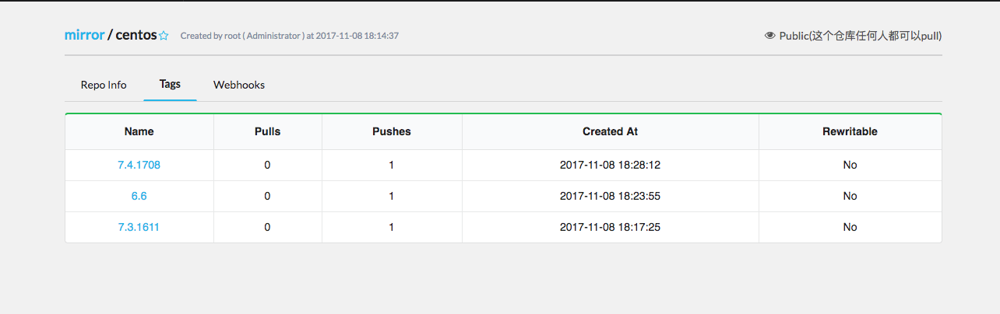 mirror / centos Created by root ( Administrator ) at 2017-11-08 18:14:37 Public(这个仓库任何人都可以pull)
Repo Info Tags Webhooks
Name Pulls Pushes Created At Rewritable
7.4.1708 0 1 2017-11-08 18:28:12 No
6.6 0 1 2017-11-08 18:23:55 No
7.3.1611 0 1 2017-11-08 18:17:25 No